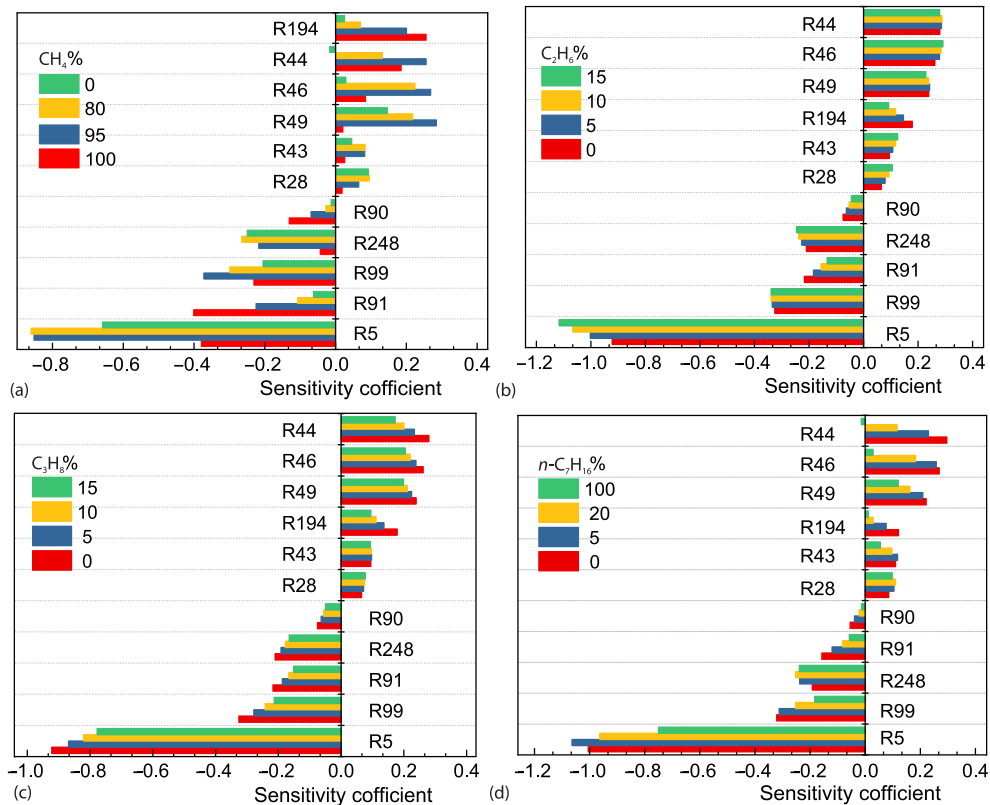 R194
R44
R46
R49
R43
R28
R90
R248
R99
R91
R5
CH₄%
0
80
95
100
−0.8 −0.6 −0.4 −0.2 0.0 0.2 0.4
Sensitivity cofficient
(a)
R44
R46
R49
R194
R43
R28
R90
R248
R91
R99
R5
C₂H₆%
15
10
5
0
−1.2 −1.0 −0.8 −0.6 −0.4 −0.2 0.0 0.2 0.4
Sensitivity cofficient
(b)
R44
R46
R49
R194
R43
R28
R90
R248
R91
R99
R5
C₃H₈%
15
10
5
0
−1.0 −0.8 −0.6 −0.4 −0.2 0.0 0.2 0.4
Sensitivity cofficient
(c)
R44
R46
R49
R194
R43
R28
R90
R91
R248
R99
R5
n-C₇H₁₆%
100
20
5
0
−1.0 −0.8 −0.6 −0.4 −0.2 0.0 0.2 0.4
Sensitivity cofficient
(d)